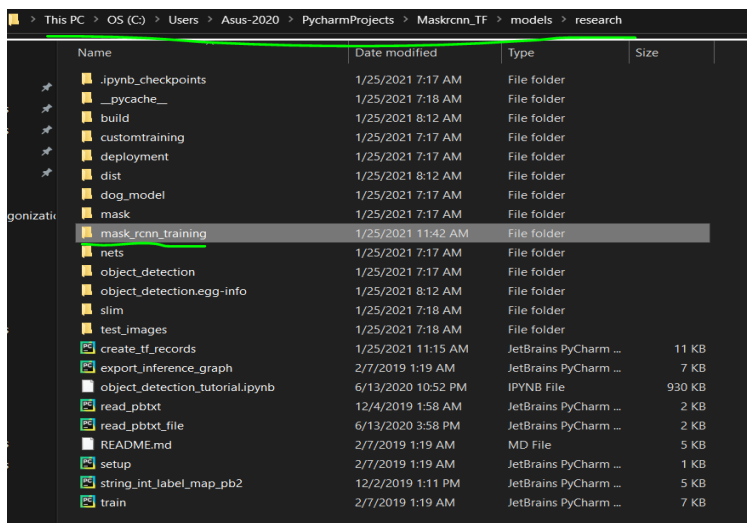 > This PC > OS (C:) > Users > Asus-2020 > PycharmProjects > Maskrcnn_TF > models > research
Name Date modified Type Size
.ipynb_checkpoints 1/25/2021 7:17 AM File folder
__pycache__ 1/25/2021 7:18 AM File folder
build 1/25/2021 8:12 AM File folder
customtraining 1/25/2021 7:17 AM File folder
deployment 1/25/2021 7:17 AM File folder
dist 1/25/2021 8:12 AM File folder
dog_model 1/25/2021 7:17 AM File folder
gonizatio
mask 1/25/2021 7:17 AM File folder
mask_rcnn_training 1/25/2021 11:42 AM File folder
nets 1/25/2021 7:17 AM File folder
object_detection 1/25/2021 7:17 AM File folder
object_detection.egg-info 1/25/2021 8:12 AM File folder
slim 1/25/2021 7:18 AM File folder
test_images 1/25/2021 7:18 AM File folder
create_tf_records 1/25/2021 11:15 AM JetBrains PyCharm ... 11 KB
export_inference_graph 2/7/2019 1:19 AM JetBrains PyCharm ... 7 KB
object_detection_tutorial.ipynb 6/13/2020 10:52 PM IPYNB File 930 KB
read_pbtxt 12/4/2019 1:58 AM JetBrains PyCharm ... 2 KB
read_pbtxt_file 6/13/2020 3:58 PM JetBrains PyCharm ... 2 KB
README.md 2/7/2019 1:19 AM MD File 5 KB
setup 2/7/2019 1:19 AM JetBrains PyCharm ... 1 KB
string_int_label_map_pb2 12/2/2019 1:11 PM JetBrains PyCharm ... 5 KB
train 2/7/2019 1:19 AM JetBrains PyCharm ... 7 KB